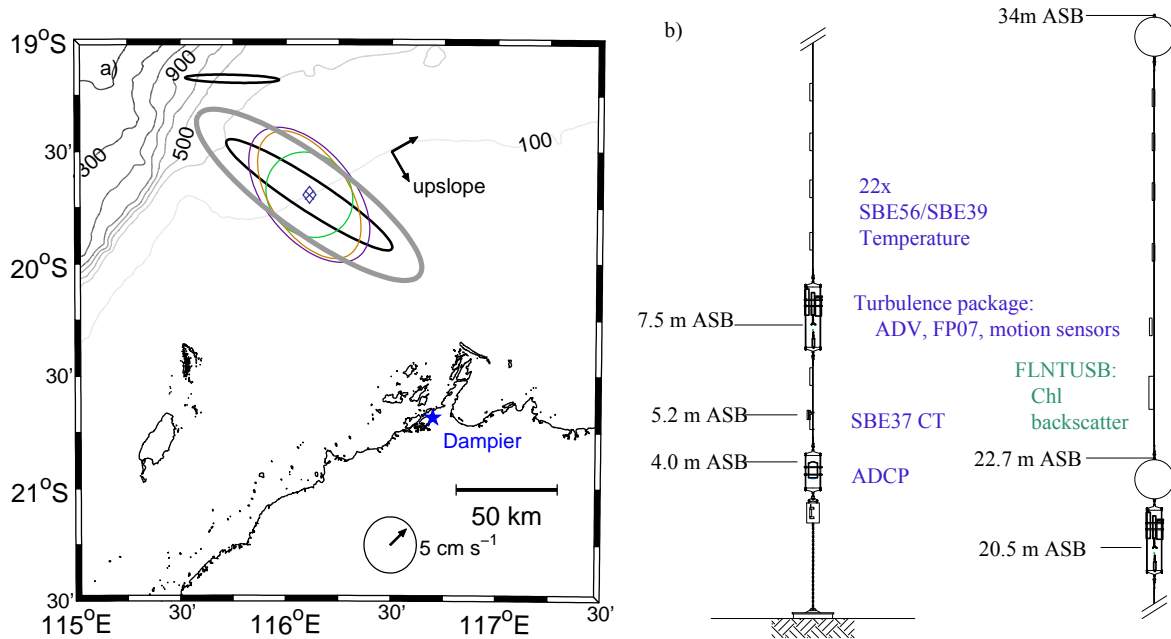 a)
19°S
30'
20°S
30'
21°S
30'
115°E
30'
116°E
30'
117°E
30'
900
300
500
100
upslope
Dampier
50 km
5 cm s⁻¹
b)
34m ASB
22x
SBE56/SBE39
Temperature
Turbulence package:
ADV, FP07, motion sensors
7.5 m ASB
FLNTUSB:
Chl
backscatter
5.2 m ASB
SBE37 CT
4.0 m ASB
ADCP
22.7 m ASB
20.5 m ASB